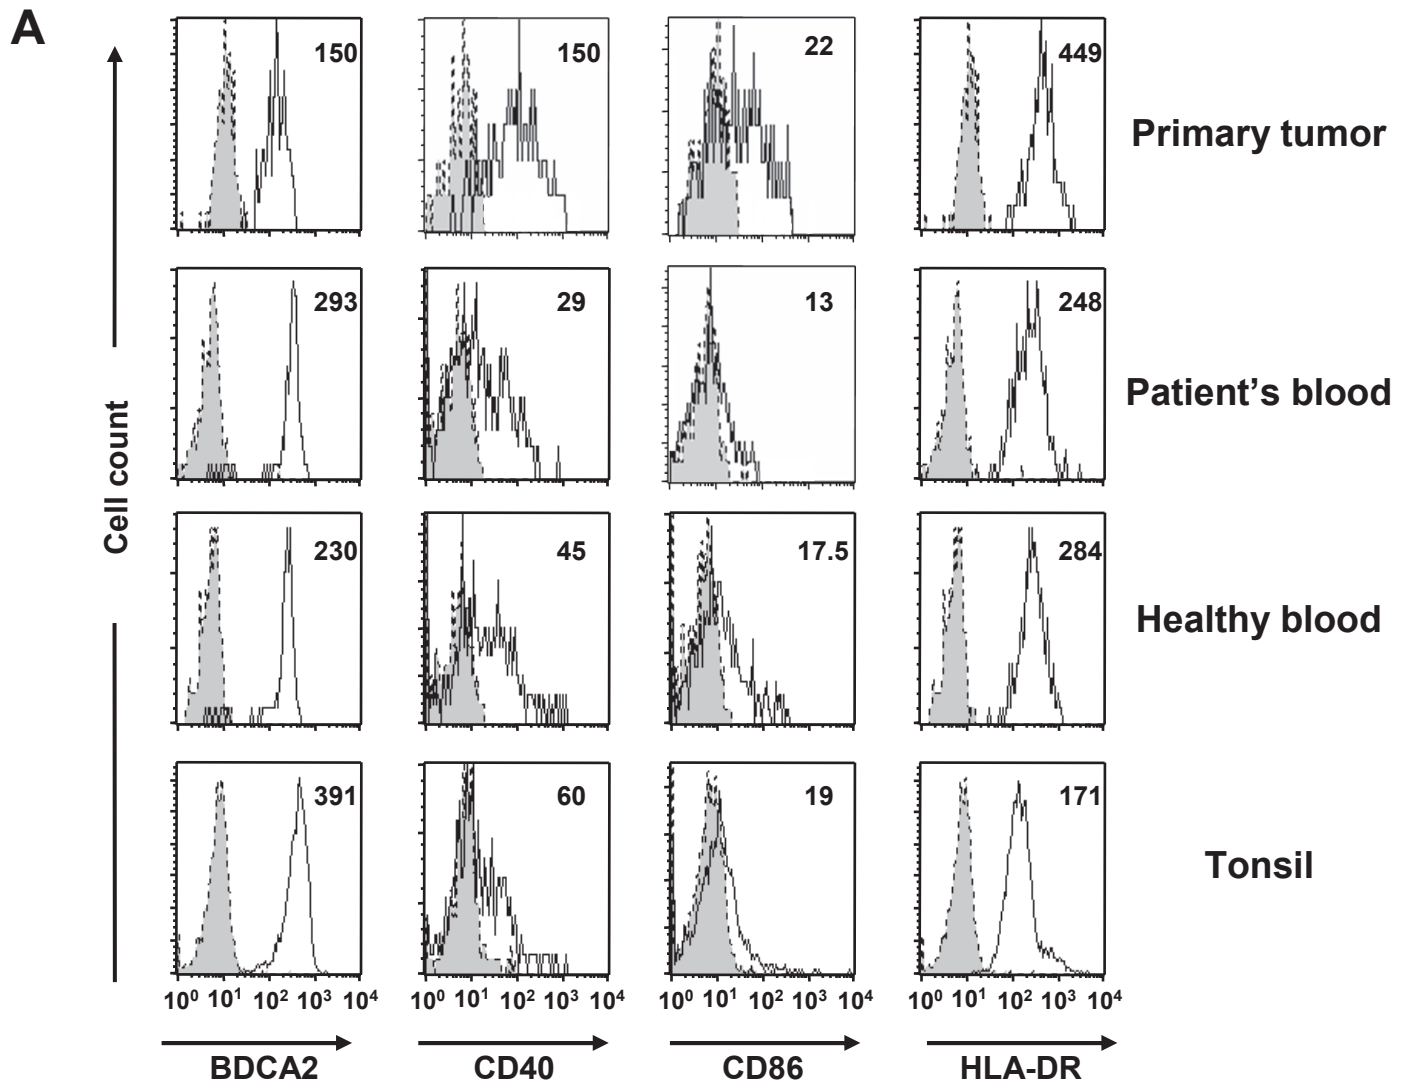 A
150
150
22
449
Primary tumor
293
29
13
248
Patient’s blood
230
45
17.5
284
Healthy blood
391
60
19
171
Tonsil
Cell count
10⁰ 10¹ 10² 10³ 10⁴
10⁰ 10¹ 10² 10³ 10⁴
10⁰ 10¹ 10² 10³ 10⁴
10⁰ 10¹ 10² 10³ 10⁴
BDCA2
CD40
CD86
HLA-DR